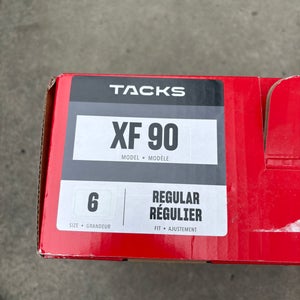 TACKS
XF 90
MODEL • MODÈLE
6
SIZE • GRANDEUR
REGULAR
RÉGULIER
FIT • AJUSTEMENT